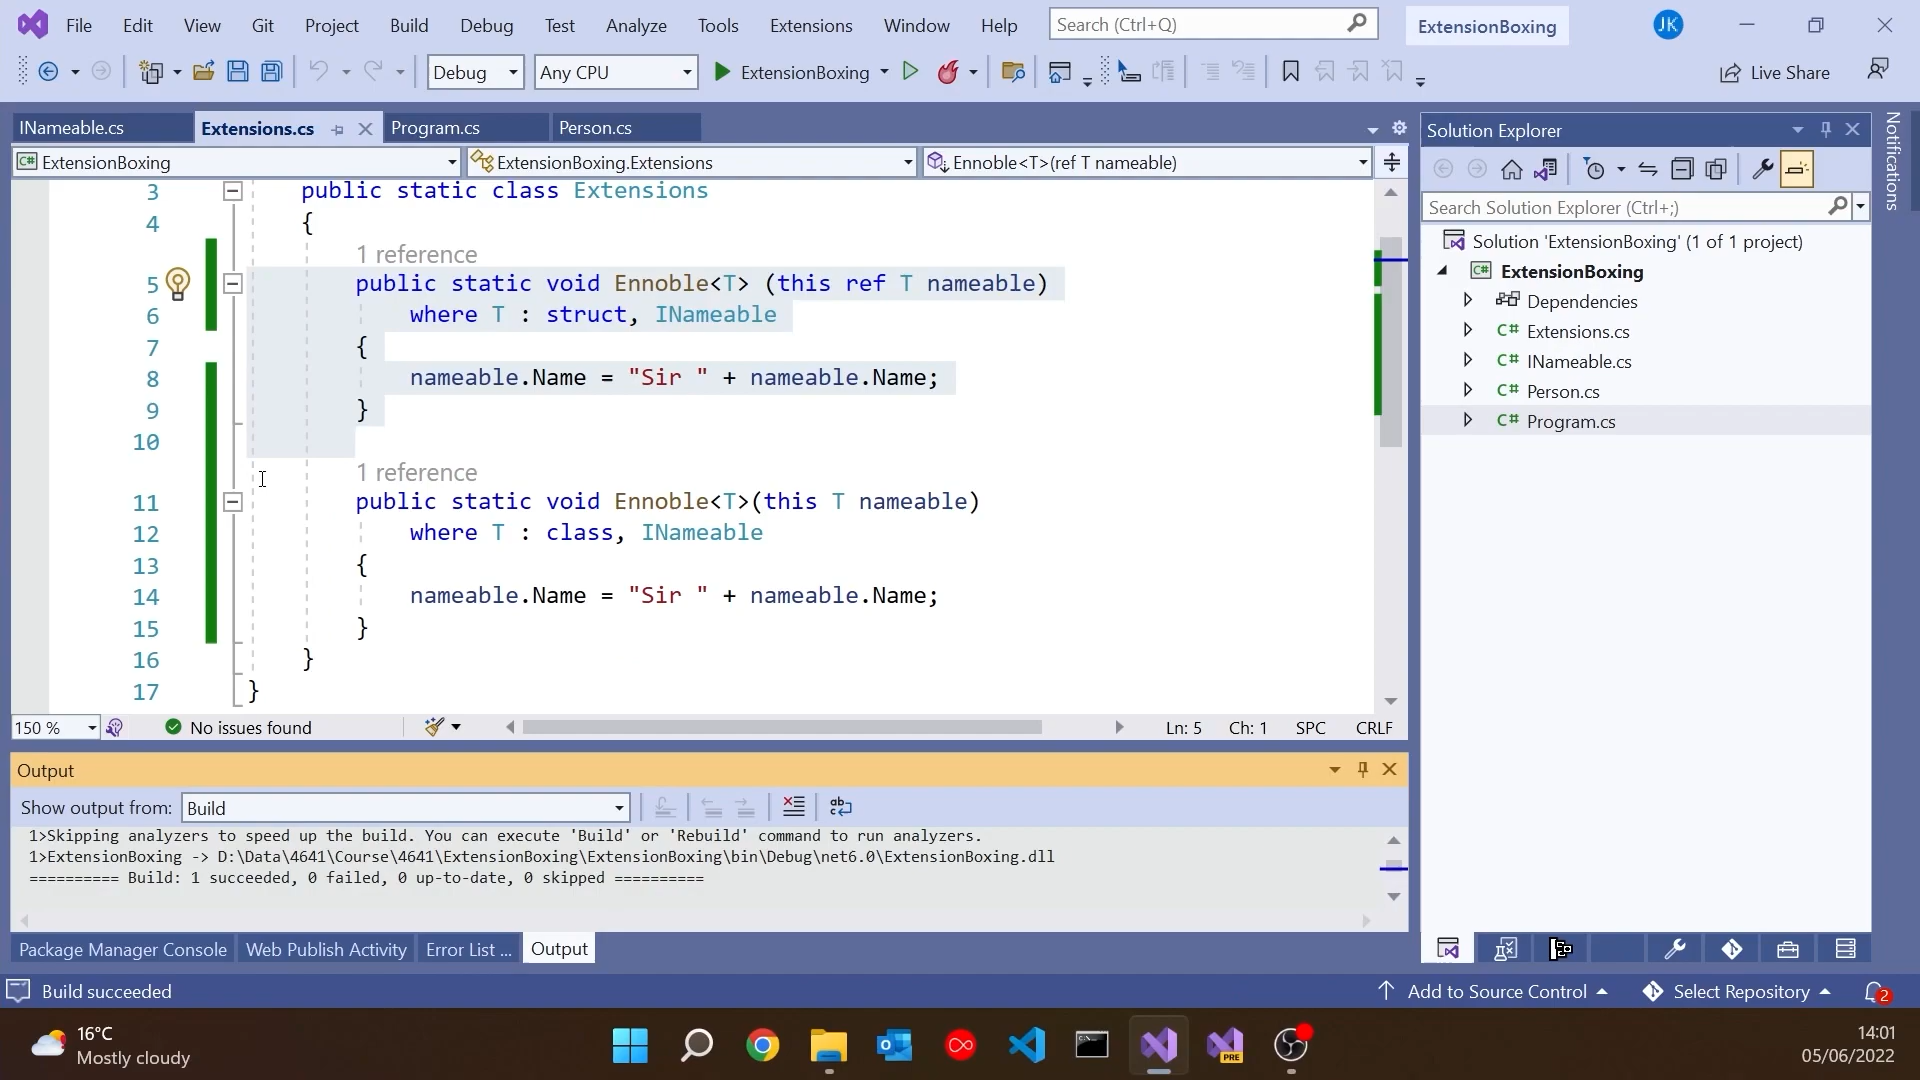 File Edit View Git Project Build Debug Test Analyze Tools Extensions Window Help Search (Ctrl+Q) ExtensionBoxing JK
Debug Any CPU ExtensionBoxing Live Share
INameable.cs Extensions.cs Program.cs Person.cs
C# ExtensionBoxing ExtensionBoxing.Extensions Ennoble<T>(ref T nameable)
3 public static class Extensions
4 {
1 reference
5 public static void Ennoble<T> (this ref T nameable)
6 where T : struct, INameable
7 {
8 nameable.Name = "Sir " + nameable.Name;
9 }
10
1 reference
11 public static void Ennoble<T>(this T nameable)
12 where T : class, INameable
13 {
14 nameable.Name = "Sir " + nameable.Name;
15 }
16 }
17 }
150 % No issues found Ln: 5 Ch: 1 SPC CRLF
Output
Show output from: Build
1>Skipping analyzers to speed up the build. You can execute 'Build' or 'Rebuild' command to run analyzers.
1>ExtensionBoxing -> D:\Data\4641\Course\4641\ExtensionBoxing\ExtensionBoxing\bin\Debug\net6.0\ExtensionBoxing.dll
========== Build: 1 succeeded, 0 failed, 0 up-to-date, 0 skipped ==========
Package Manager Console Web Publish Activity Error List ... Output
Solution Explorer
Search Solution Explorer (Ctrl+;)
Solution 'ExtensionBoxing' (1 of 1 project)
C# ExtensionBoxing
Dependencies
C# Extensions.cs
C# INameable.cs
C# Person.cs
C# Program.cs
Notifications
Build succeeded Add to Source Control Select Repository 2
16°C
Mostly cloudy
PRE
14:01
05/06/2022